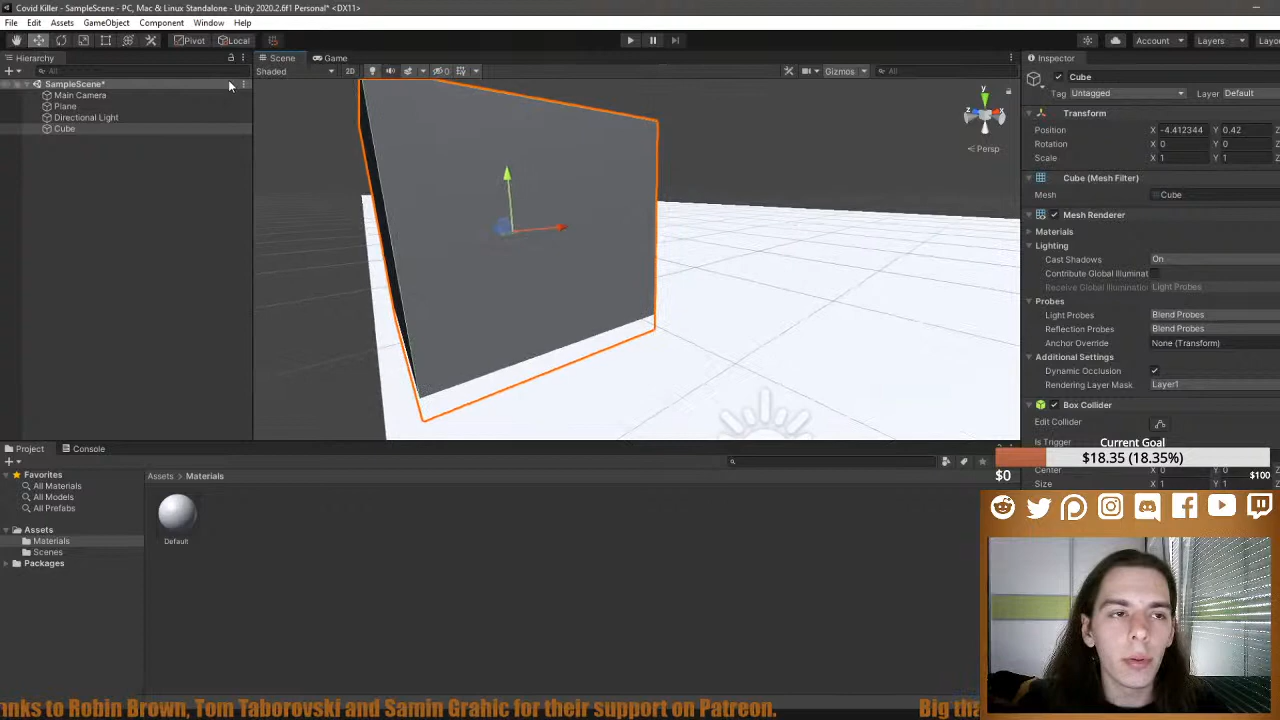 Covid Killer - SampleScene - PC, Mac & Linux Standalone - Unity 2020.2.6f1 Personal* <DX11>
File Edit Assets GameObject Component Window Help
Pivot Local Account Layers Layou
Hierarchy
All
SampleScene*
Main Camera
Plane
Directional Light
Cube
Scene Game
Shaded 2D 0 Gizmos All
y
z x
Persp
Inspector
Cube
Tag Untagged Layer Default
Transform
Position X -4.412344 Y 0.42 Z
Rotation X 0 Y 0 Z
Scale X 1 Y 1 Z
Cube (Mesh Filter)
Mesh Cube
Mesh Renderer
Materials
Lighting
Cast Shadows On
Contribute Global Illuminat
Receive Global Illumination Light Probes
Probes
Light Probes Blend Probes
Reflection Probes Blend Probes
Anchor Override None (Transform)
Additional Settings
Dynamic Occlusion
Rendering Layer Mask Layer1
Box Collider
Edit Collider
Is Trigger
Center X 0 Y 0
Size X 1 Y 1
Current Goal
$18.35 (18.35%)
$0 $100
Project Console
Favorites
All Materials
All Models
All Prefabs
Assets
Materials
Scenes
Packages
Assets > Materials
Default
nks to Robin Brown, Tom Taborovski and Samin Grahic for their support on Patreon. Big tha